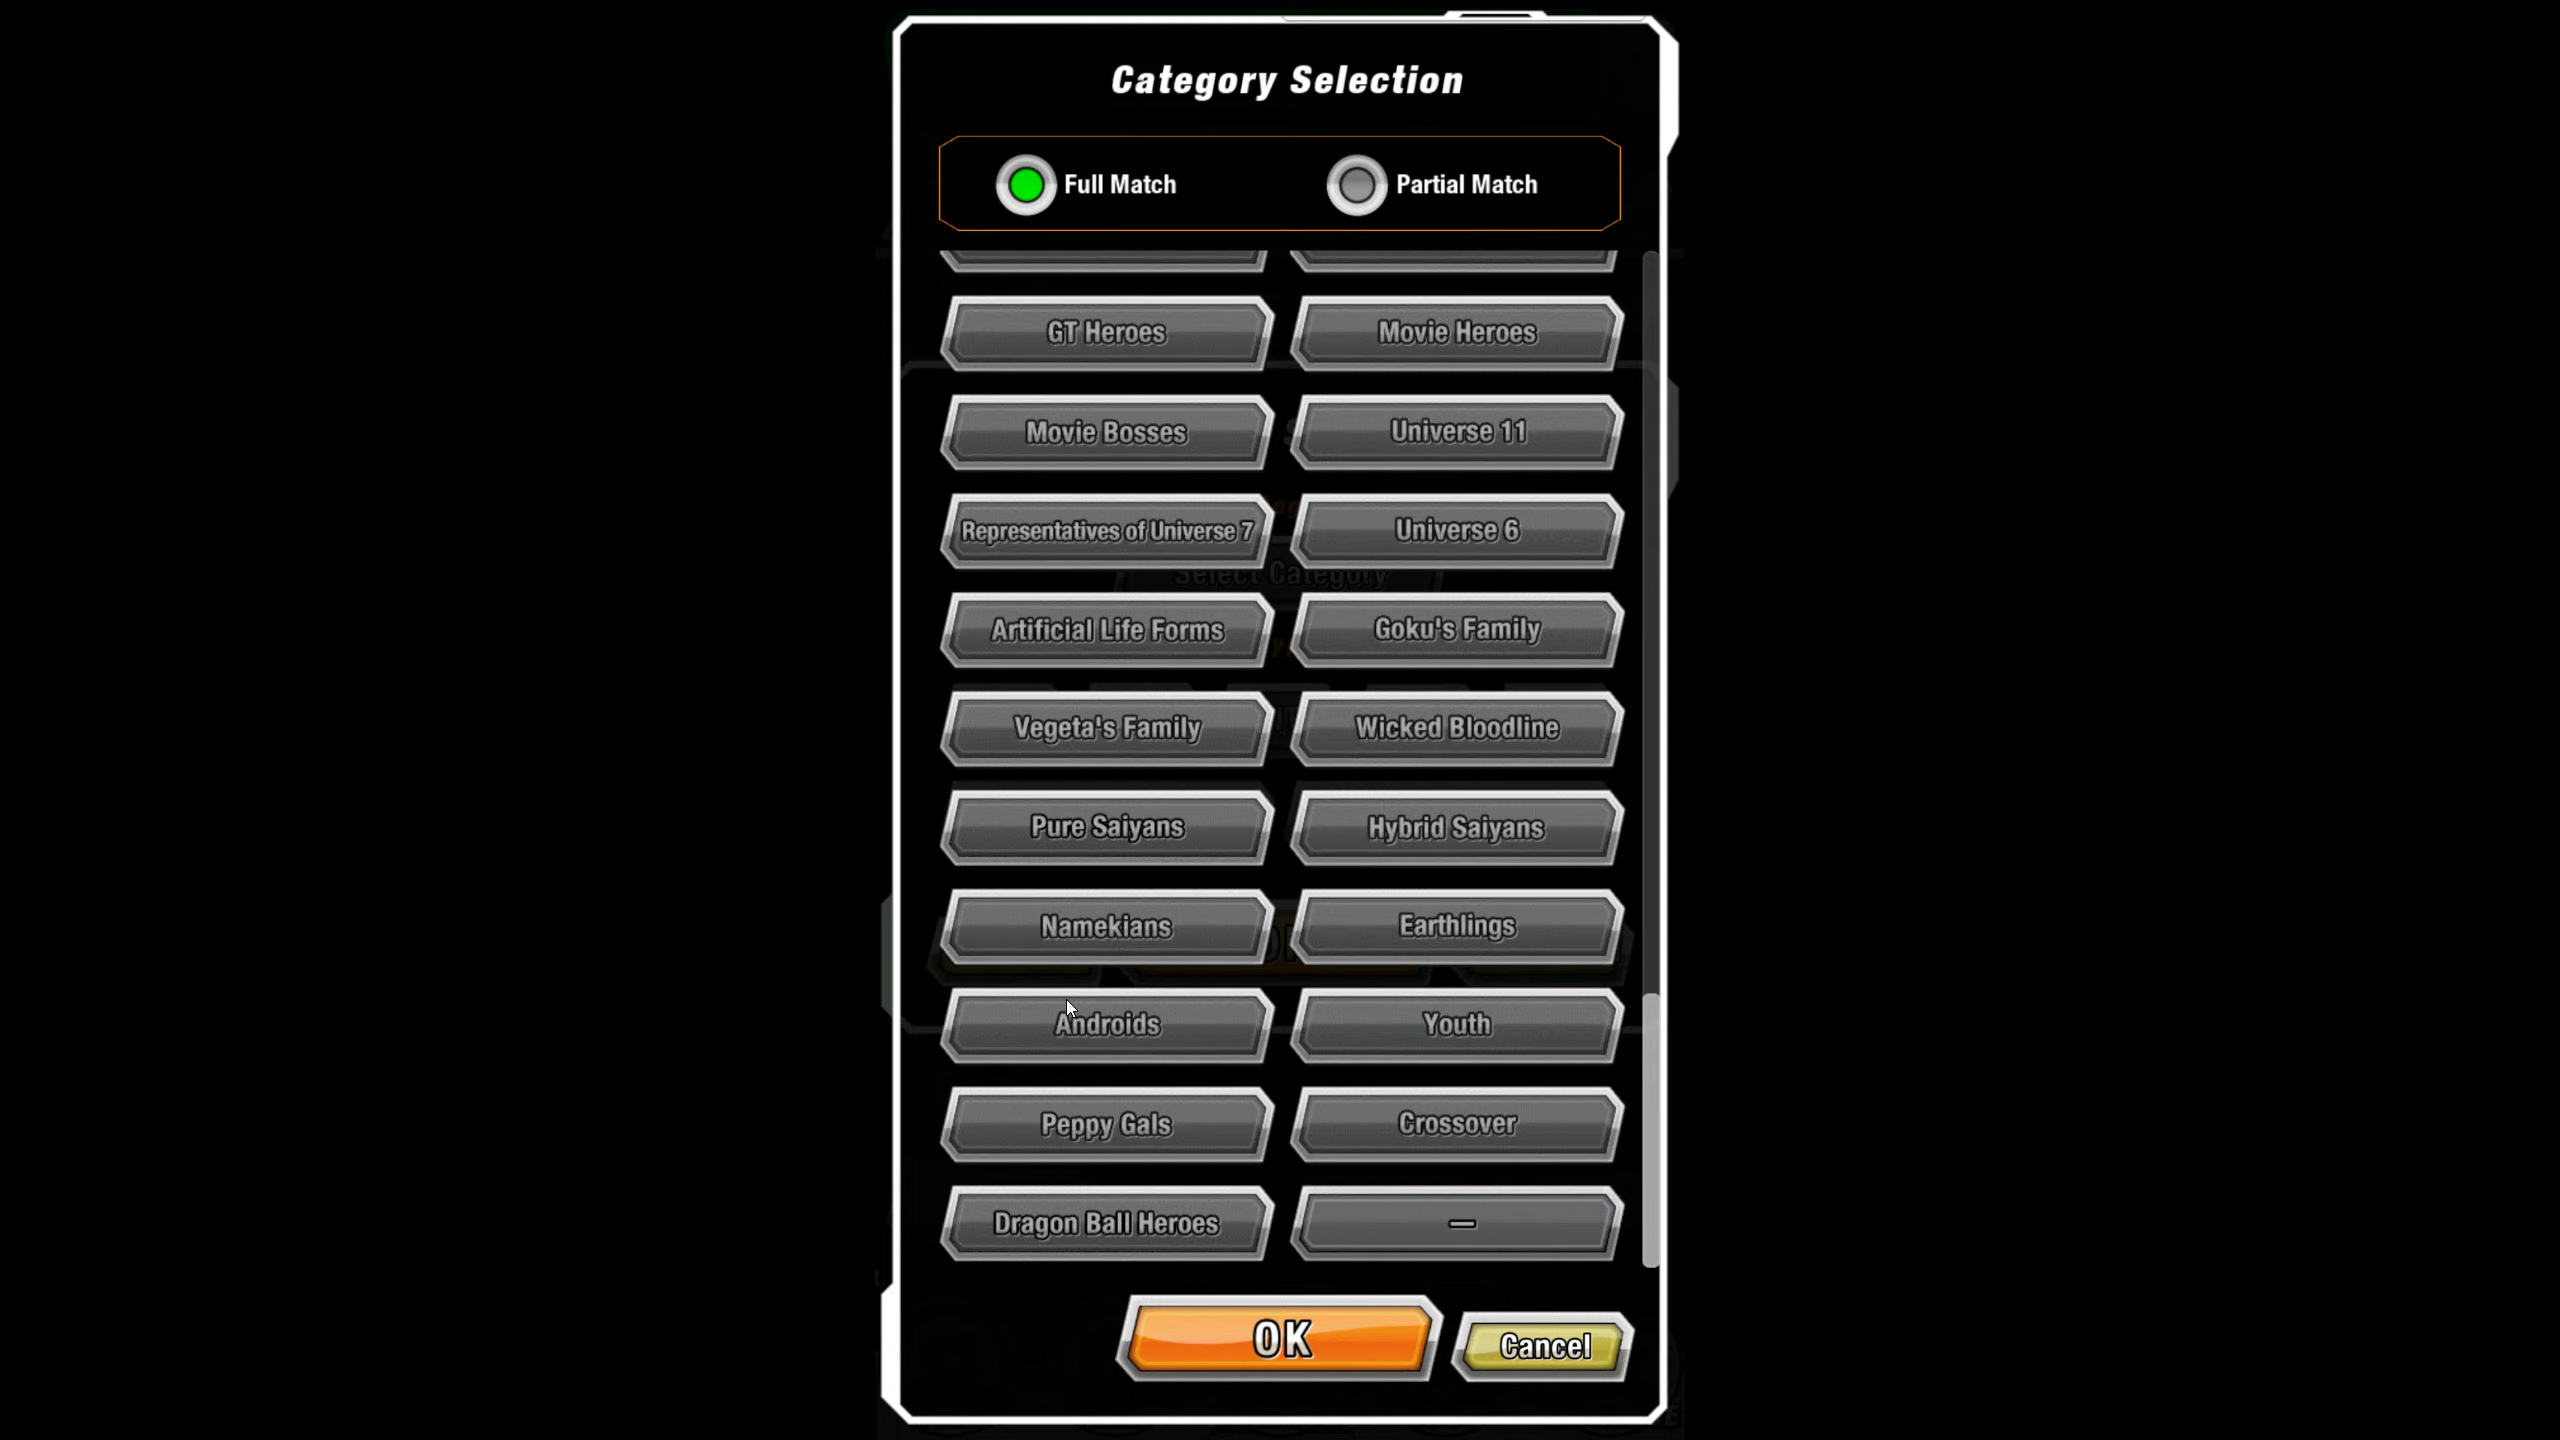 Category Selection
Full Match
Partial Match
GT Heroes
Movie Heroes
Movie Bosses
Universe 11
Representatives of Universe 7
Universe 6
Select Category
Artificial Life Forms
Goku's Family
Vegeta's Family
Wicked Bloodline
Pure Saiyans
Hybrid Saiyans
Namekians
Earthlings
Androids
Youth
Peppy Gals
Crossover
Dragon Ball Heroes
—
OK
Cancel